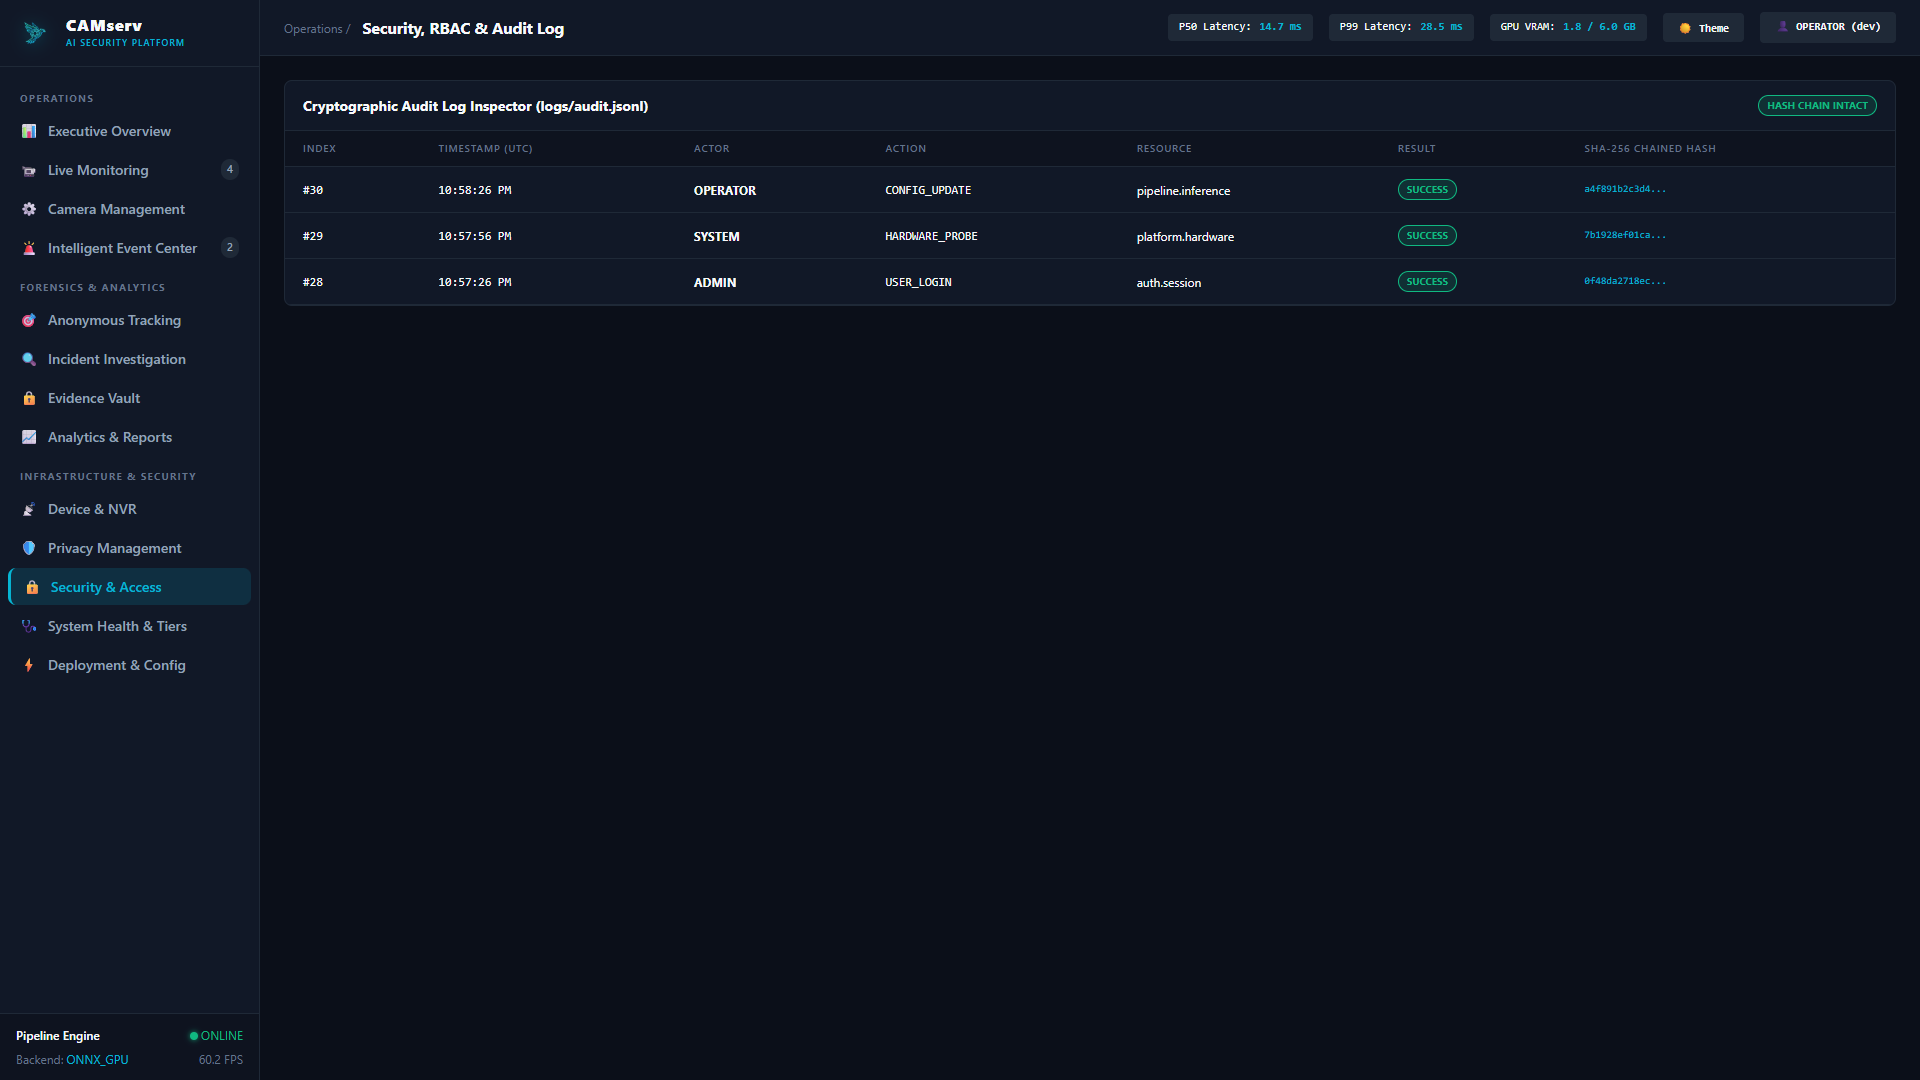 CAMserv
AI SECURITY PLATFORM
OPERATIONS
Executive Overview
Live Monitoring 4
Camera Management
Intelligent Event Center 2
FORENSICS & ANALYTICS
Anonymous Tracking
Incident Investigation
Evidence Vault
Analytics & Reports
INFRASTRUCTURE & SECURITY
Device & NVR
Privacy Management
Security & Access
System Health & Tiers
Deployment & Config
Pipeline Engine ONLINE
Backend: ONNX_GPU 60.2 FPS
Operations / Security, RBAC & Audit Log
P50 Latency: 14.7 ms P99 Latency: 28.5 ms GPU VRAM: 1.8 / 6.0 GB Theme OPERATOR (dev)
Cryptographic Audit Log Inspector (logs/audit.jsonl) HASH CHAIN INTACT
INDEX TIMESTAMP (UTC) ACTOR ACTION RESOURCE RESULT SHA-256 CHAINED HASH
#30 10:58:26 PM OPERATOR CONFIG_UPDATE pipeline.inference SUCCESS a4f891b2c3d4...
#29 10:57:56 PM SYSTEM HARDWARE_PROBE platform.hardware SUCCESS 7b1928ef01ca...
#28 10:57:26 PM ADMIN USER_LOGIN auth.session SUCCESS 0f48da2718ec...